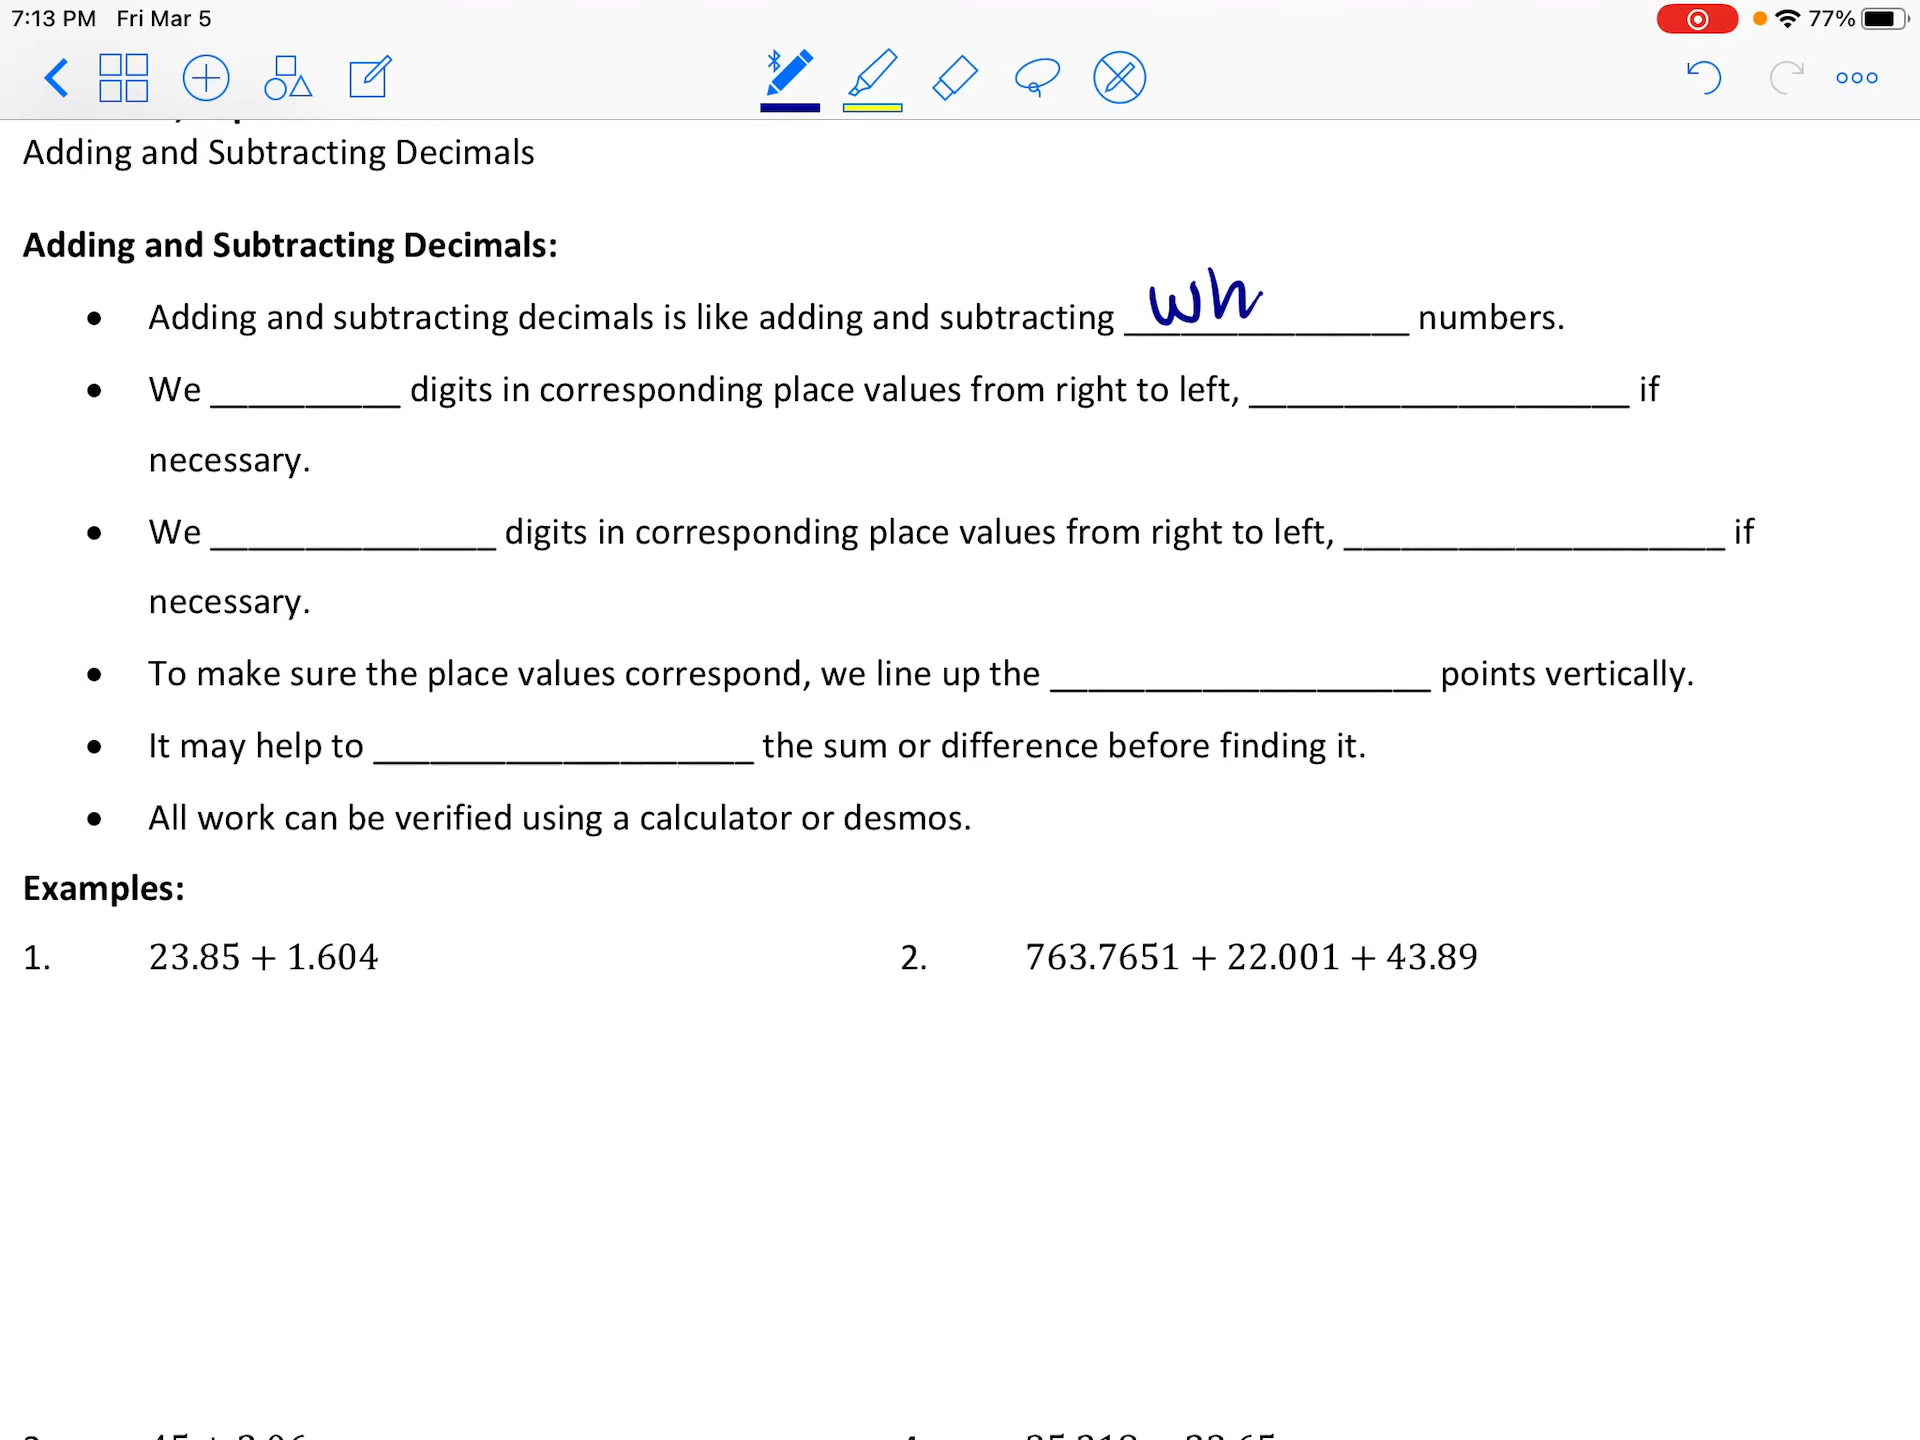 7:13 PM Fri Mar 5 77%
Adding and Subtracting Decimals
Adding and Subtracting Decimals:
• Adding and subtracting decimals is like adding and subtracting wh_______________ numbers.
• We __________ digits in corresponding place values from right to left, ____________________ if
necessary.
• We _______________ digits in corresponding place values from right to left, ____________________ if
necessary.
• To make sure the place values correspond, we line up the ____________________ points vertically.
• It may help to ____________________ the sum or difference before finding it.
• All work can be verified using a calculator or desmos.
Examples:
1. 23.85 + 1.604 2. 763.7651 + 22.001 + 43.89